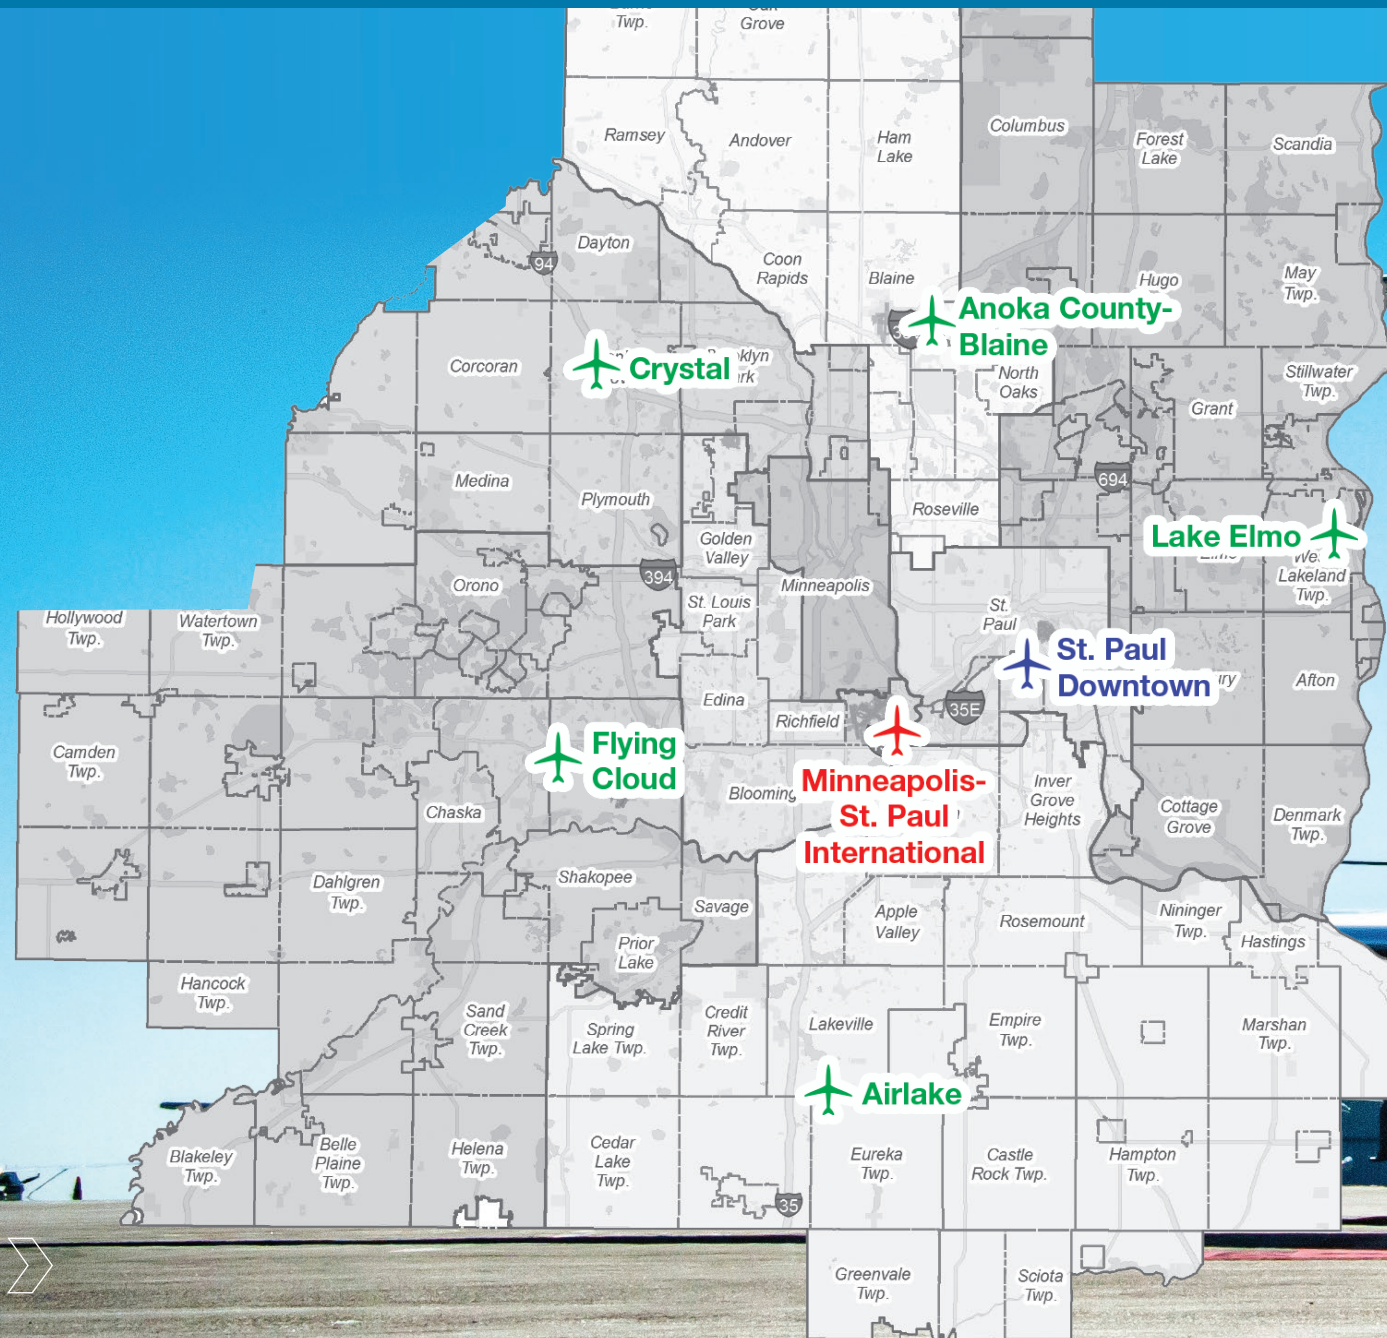 Twp.
Grove
Ramsey
Andover
Ham
Lake
Columbus
Forest
Lake
Scandia
Dayton
94
Coon
Rapids
Blaine
Hugo
May
Twp.
Anoka County-
Blaine
Corcoran
Crystal
North
Oaks
Grant
Stillwater
Twp.
Medina
Plymouth
Roseville
694
Golden
Valley
Lake Elmo
Lakeland
Twp.
Orono
394
St. Louis
Park
Minneapolis
St.
Paul
Hollywood
Twp.
Watertown
Twp.
St. Paul
Downtown
Afton
Edina
Richfield
35E
Camden
Twp.
Flying
Cloud
Chaska
Minneapolis-
St. Paul
International
Inver
Grove
Heights
Cottage
Grove
Denmark
Twp.
Dahlgren
Twp.
Shakopee
Savage
Apple
Valley
Rosemount
Nininger
Twp.
Hastings
Prior
Lake
Hancock
Twp.
Sand
Creek
Twp.
Spring
Lake Twp.
Credit
River
Twp.
Lakeville
Empire
Twp.
Marshan
Twp.
Airlake
Blakeley
Twp.
Belle
Plaine
Twp.
Helena
Twp.
Cedar
Lake
Twp.
35
Eureka
Twp.
Castle
Rock Twp.
Hampton
Twp.
Greenvale
Twp.
Sciota
Twp.